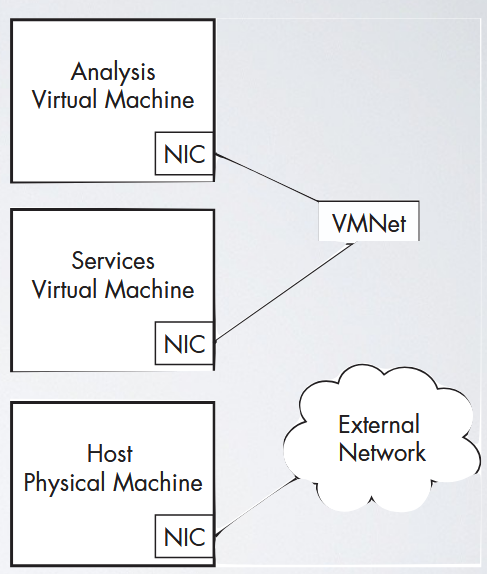 Analysis
Virtual Machine
NIC
VMNet
Services
Virtual Machine
NIC
External
Network
Host
Physical Machine
NIC